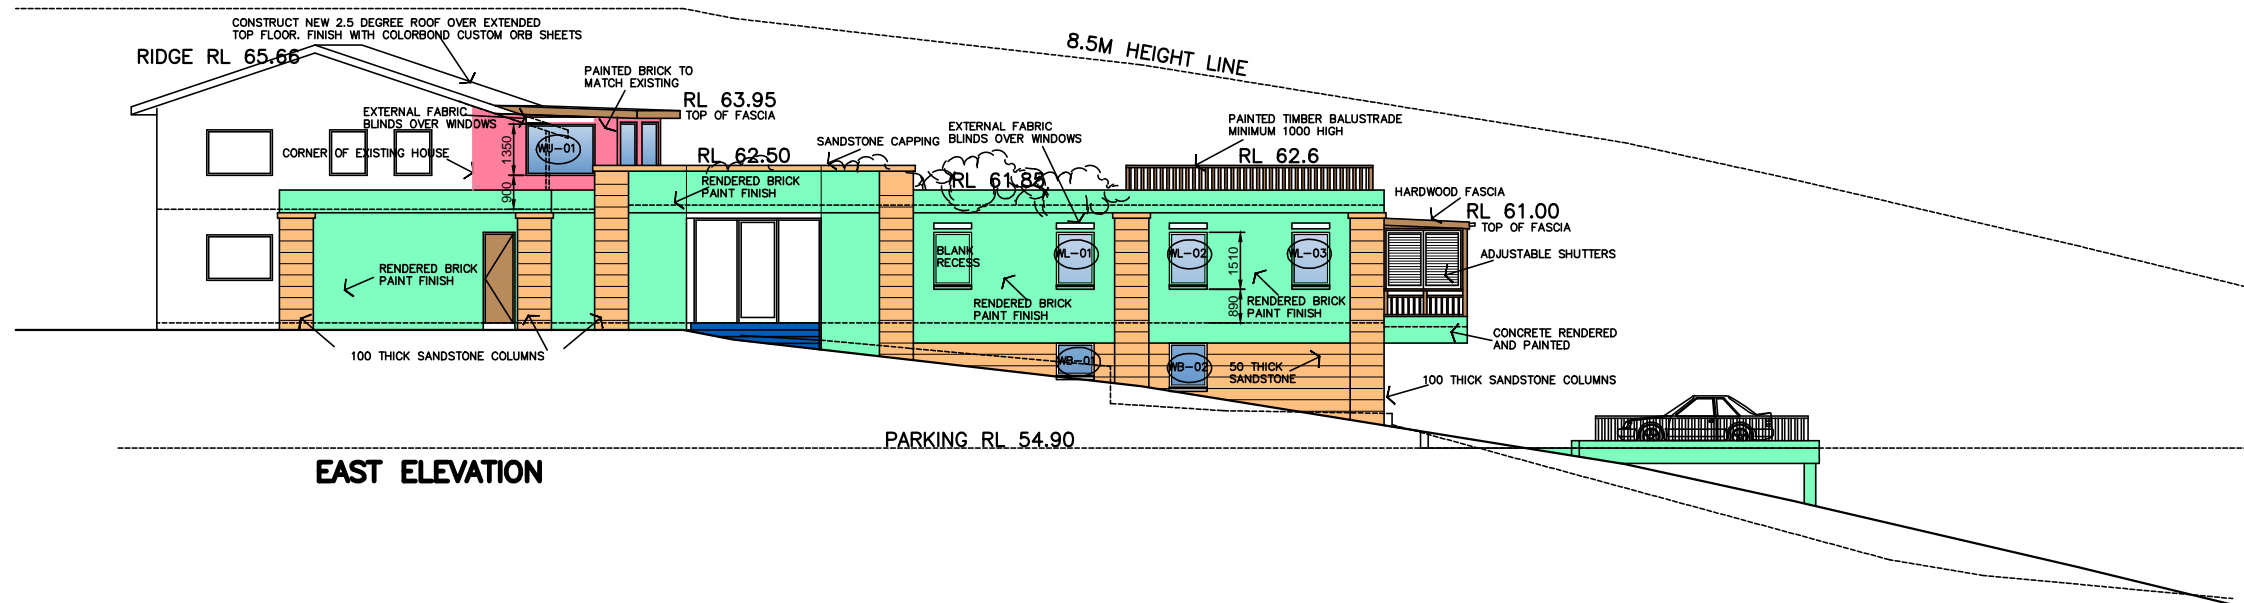 CONSTRUCT NEW 2.5 DEGREE ROOF OVER EXTENDED
TOP FLOOR. FINISH WITH COLORBOND CUSTOM ORB SHEETS
RIDGE RL 65.66
8.5M HEIGHT LINE
PAINTED BRICK TO
MATCH EXISTING
RL 63.95
TOP OF FASCIA
EXTERNAL FABRIC
BLINDS OVER WINDOWS
CORNER OF EXISTING HOUSE
1350
WU-01
900
RL 62.50
SANDSTONE CAPPING
EXTERNAL FABRIC
BLINDS OVER WINDOWS
PAINTED TIMBER BALUSTRADE
MINIMUM 1000 HIGH
RL 62.6
RENDERED BRICK
PAINT FINISH
RL 61.85
HARDWOOD FASCIA
RL 61.00
TOP OF FASCIA
BLANK
RECESS
WL-01
WL-02
1510
WL-03
ADJUSTABLE SHUTTERS
RENDERED BRICK
PAINT FINISH
RENDERED BRICK
PAINT FINISH
890
RENDERED BRICK
PAINT FINISH
CONCRETE RENDERED
AND PAINTED
100 THICK SANDSTONE COLUMNS
WB-01
WB-02
50 THICK
SANDSTONE
100 THICK SANDSTONE COLUMNS
PARKING RL 54.90
EAST ELEVATION